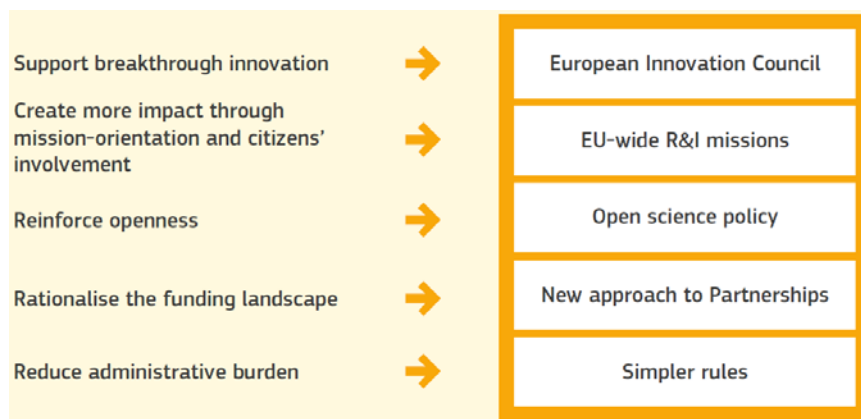 Support breakthrough innovation
European Innovation Council
Create more impact through
mission-orientation and citizens'
involvement
EU-wide R&I missions
Reinforce openness
Open science policy
Rationalise the funding landscape
New approach to Partnerships
Reduce administrative burden
Simpler rules